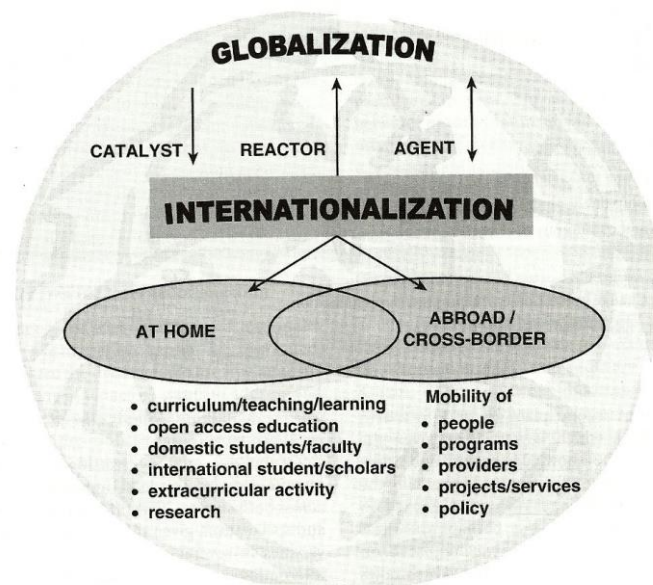 GLOBALIZATION
CATALYST REACTOR AGENT
INTERNATIONALIZATION
AT HOME
ABROAD /
CROSS-BORDER
• curriculum/teaching/learning
• open access education
• domestic students/faculty
• international student/scholars
• extracurricular activity
• research
Mobility of
• people
• programs
• providers
• projects/services
• policy